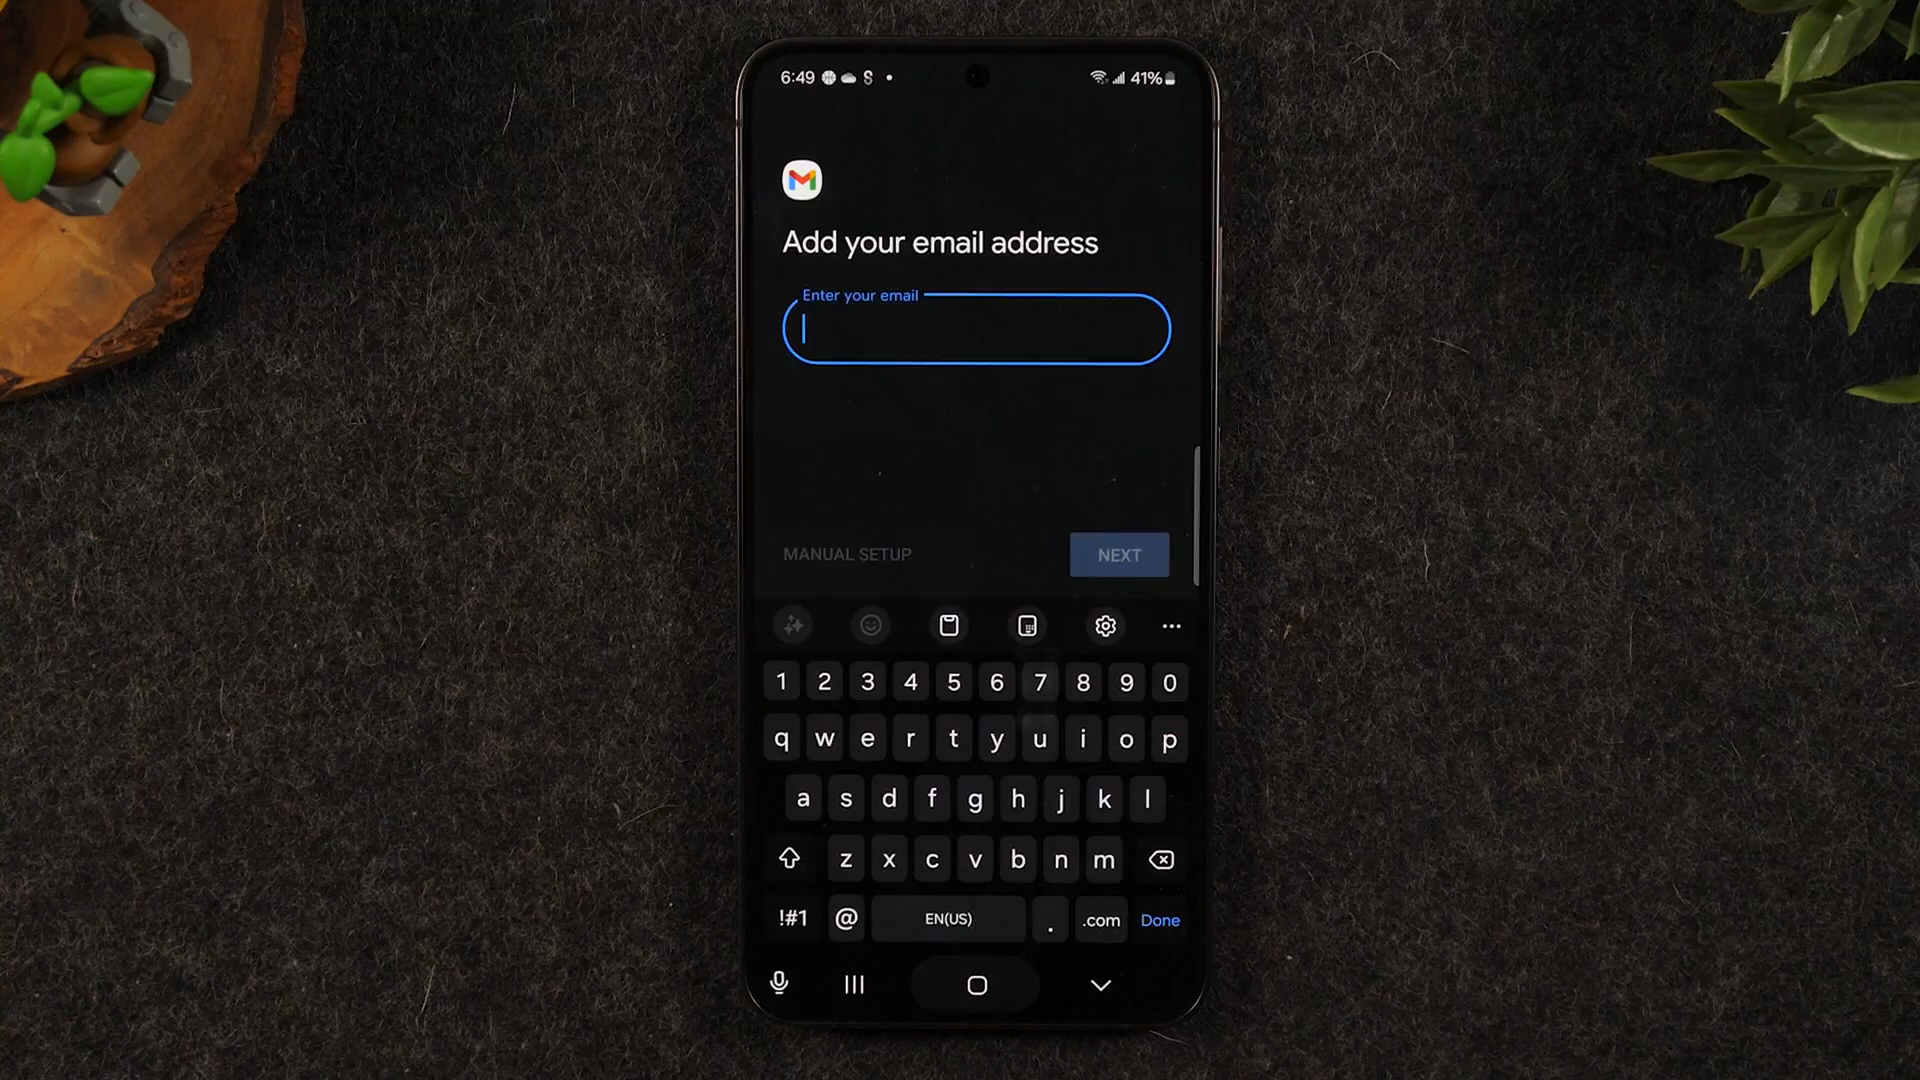 6:49 41%
Add your email address
Enter your email
MANUAL SETUP NEXT
1 2 3 4 5 6 7 8 9 0
q w e r t y u i o p
a s d f g h j k l
z x c v b n m
!#1 @ EN(US) . .com Done